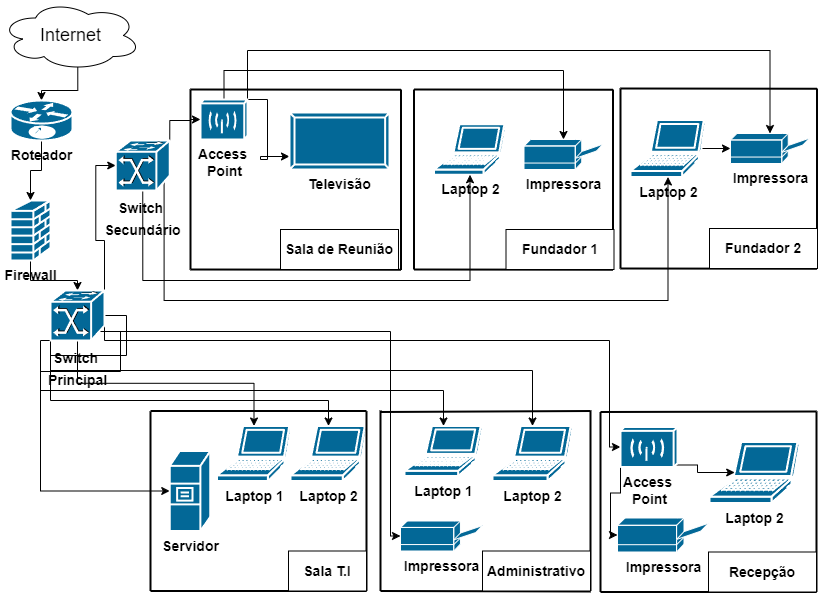 Internet
Roteador
Firewall
Switch
Secundário
Access
Point
Televisão
Sala de Reunião
Laptop 2
Impressora
Fundador 1
Laptop 2
Impressora
Fundador 2
Switch
Principal
Servidor
Laptop 1
Laptop 2
Sala T.I
Laptop 1
Laptop 2
Impressora
Administrativo
Access
Point
Laptop 2
Impressora
Recepção